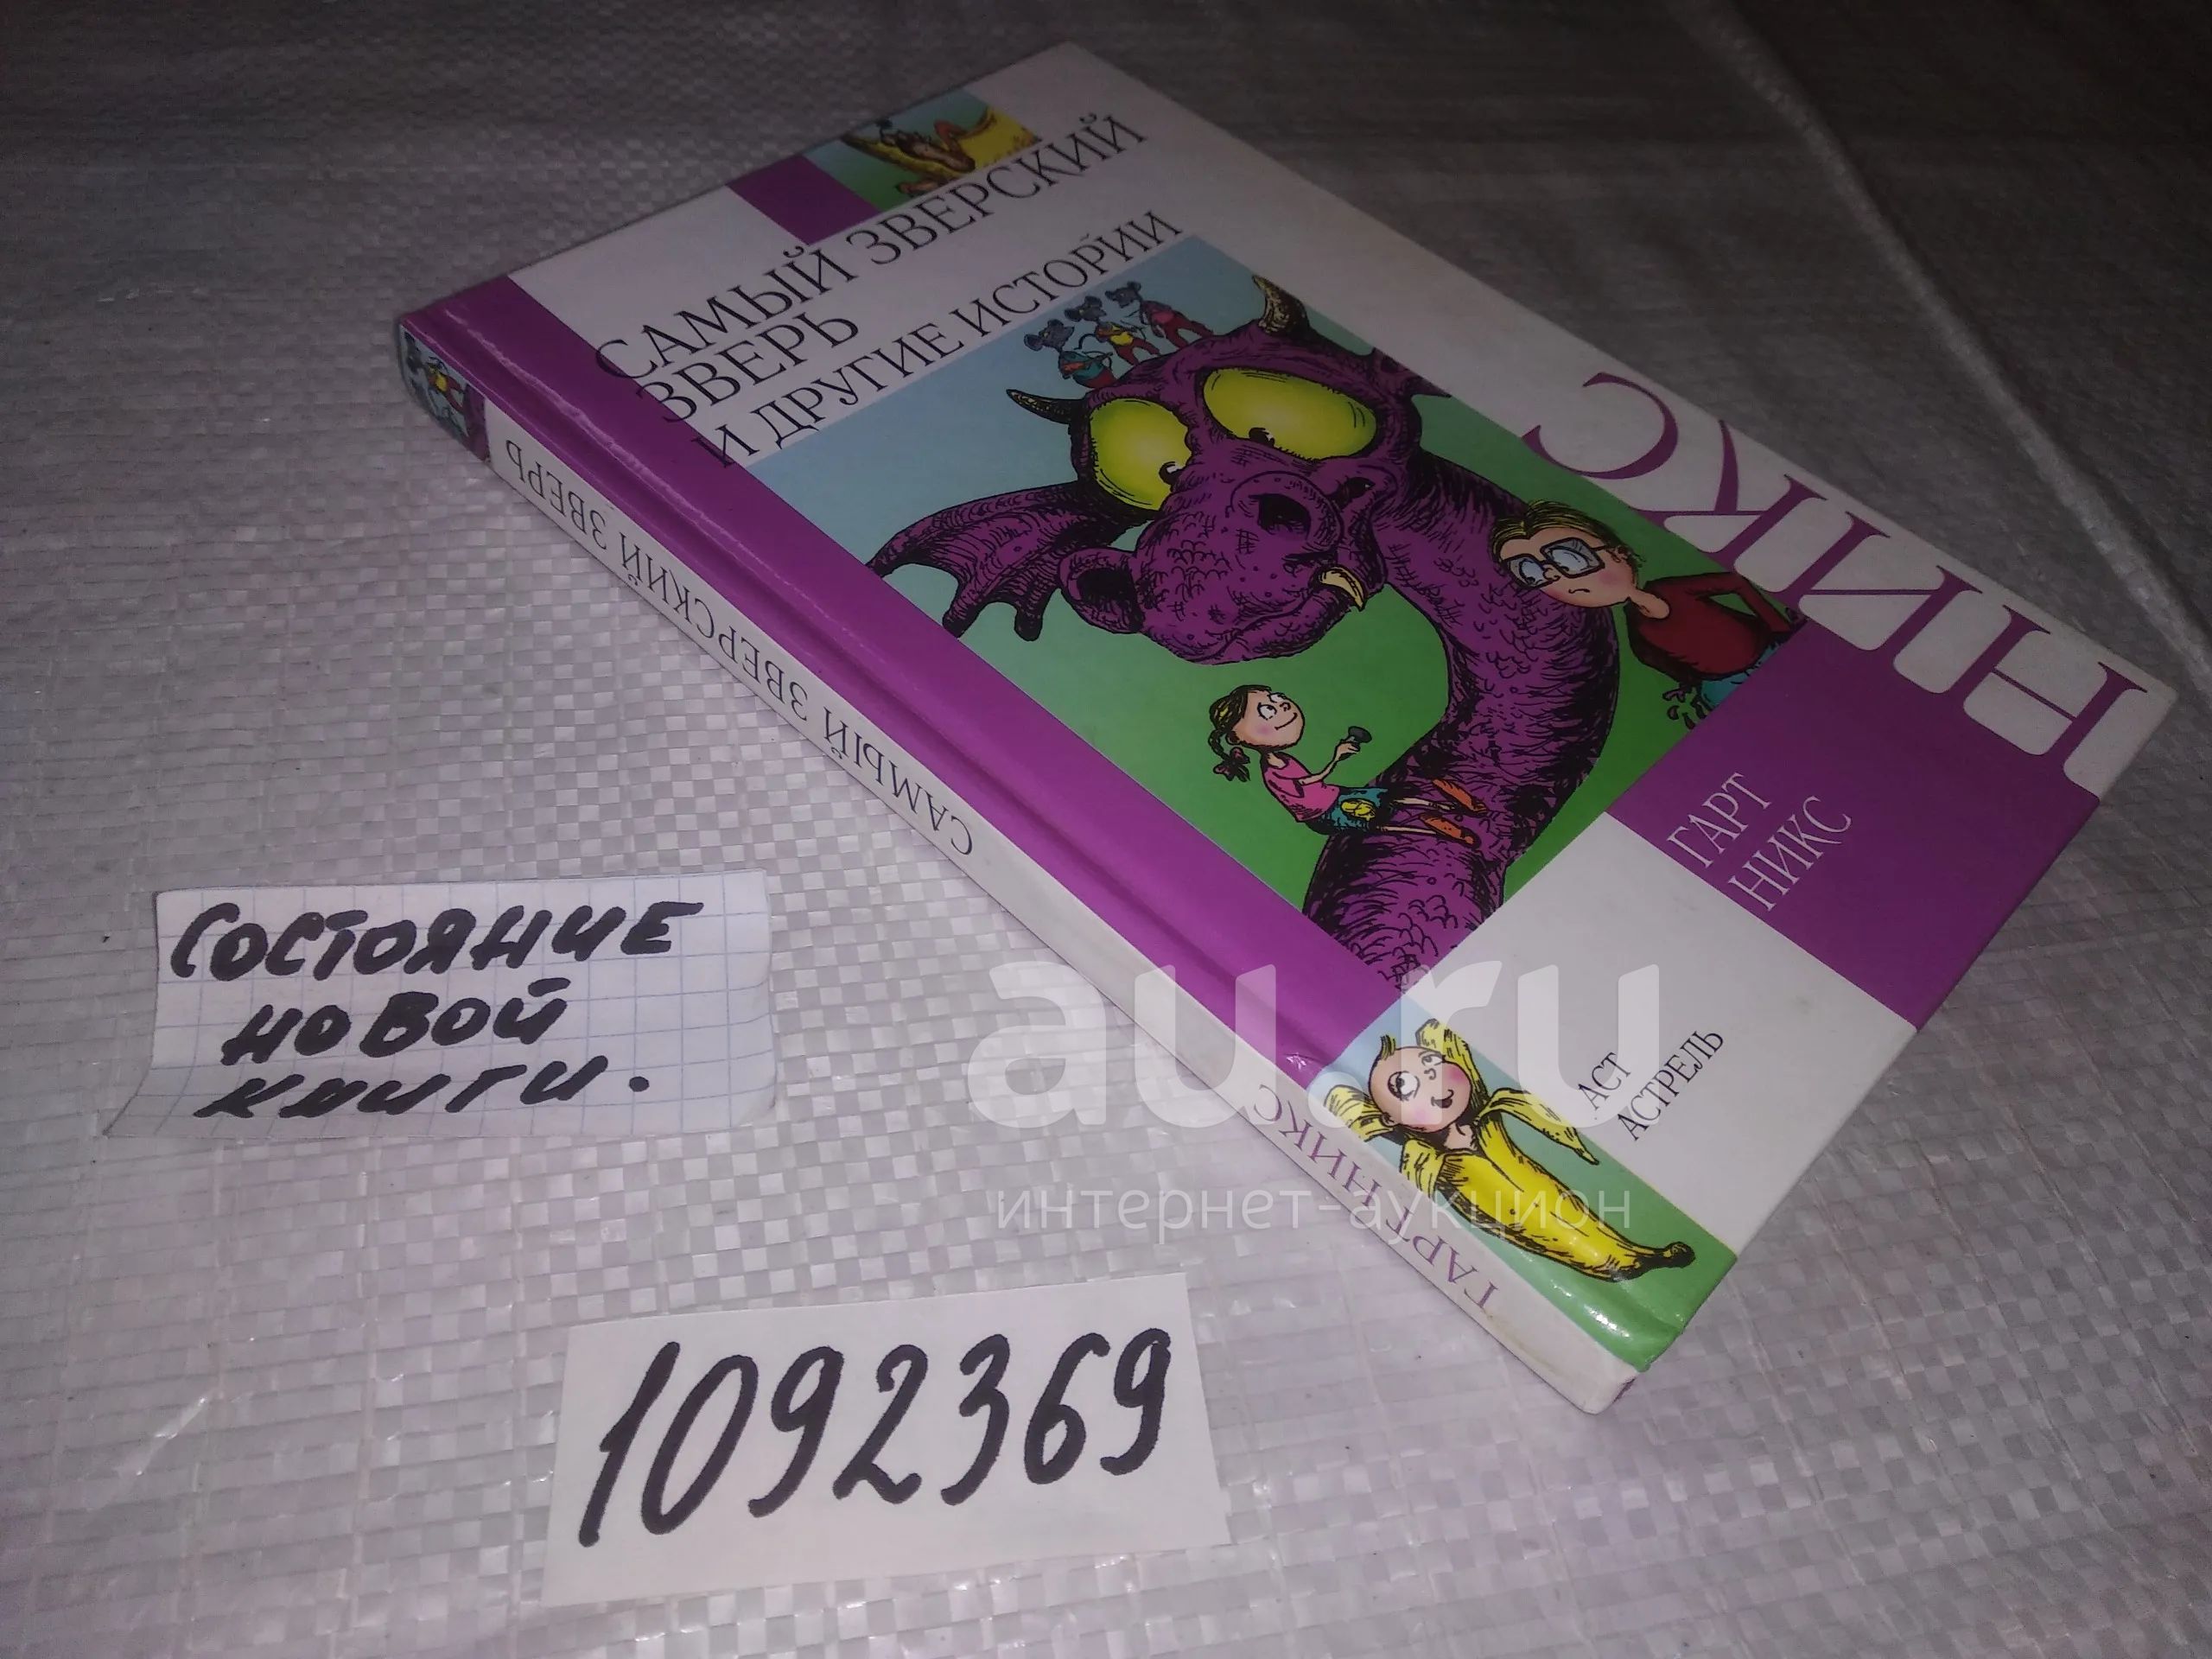 САМЫЙ ЗВЕРСКИЙ
ЗВЕРЬ
И ДРУГИЕ ИСТОРИИ
НИКС
ГАРТ
НИКС
АСТ
АСТРЕЛЬ
ГАРТ НИКС
САМЫЙ ЗВЕРСКИЙ ЗВЕРЬ
СОСТОЯНИЕ
НОВОЙ
КНИГИ.
1092369
au.ru
интернет-аукцион